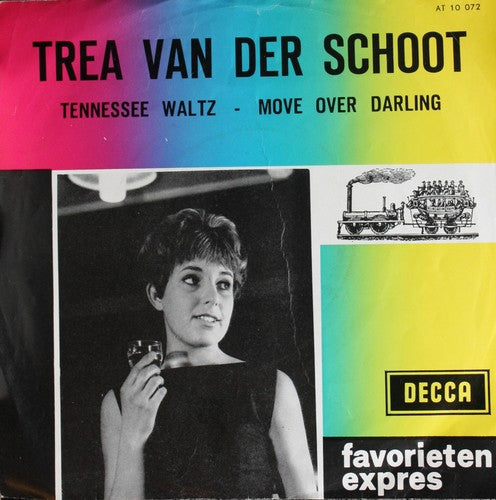 AT 10 072
TREA VAN DER SCHOOT
TENNESSEE WALTZ - MOVE OVER DARLING
DECCA
favorieten
expres